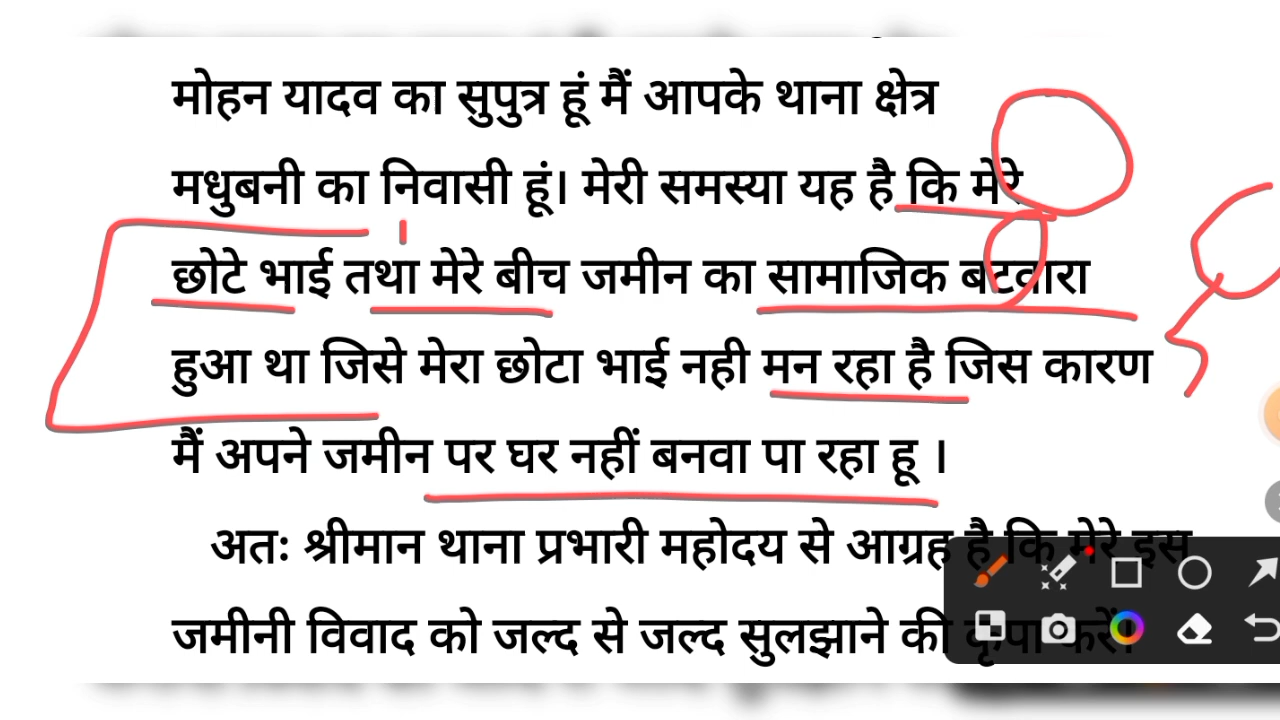 मोहन यादव का सुपुत्र हूं मैं आपके थाना क्षेत्र
मधुबनी का निवासी हूं। मेरी समस्या यह है कि मेरे
छोटे भाई तथा मेरे बीच जमीन का सामाजिक बटवारा
हुआ था जिसे मेरा छोटा भाई नही मन रहा है जिस कारण
मैं अपने जमीन पर घर नहीं बनवा पा रहा हू ।
अतः श्रीमान थाना प्रभारी महोदय से आग्रह है कि मेरे इस
जमीनी विवाद को जल्द से जल्द सुलझाने की कृपा करें।